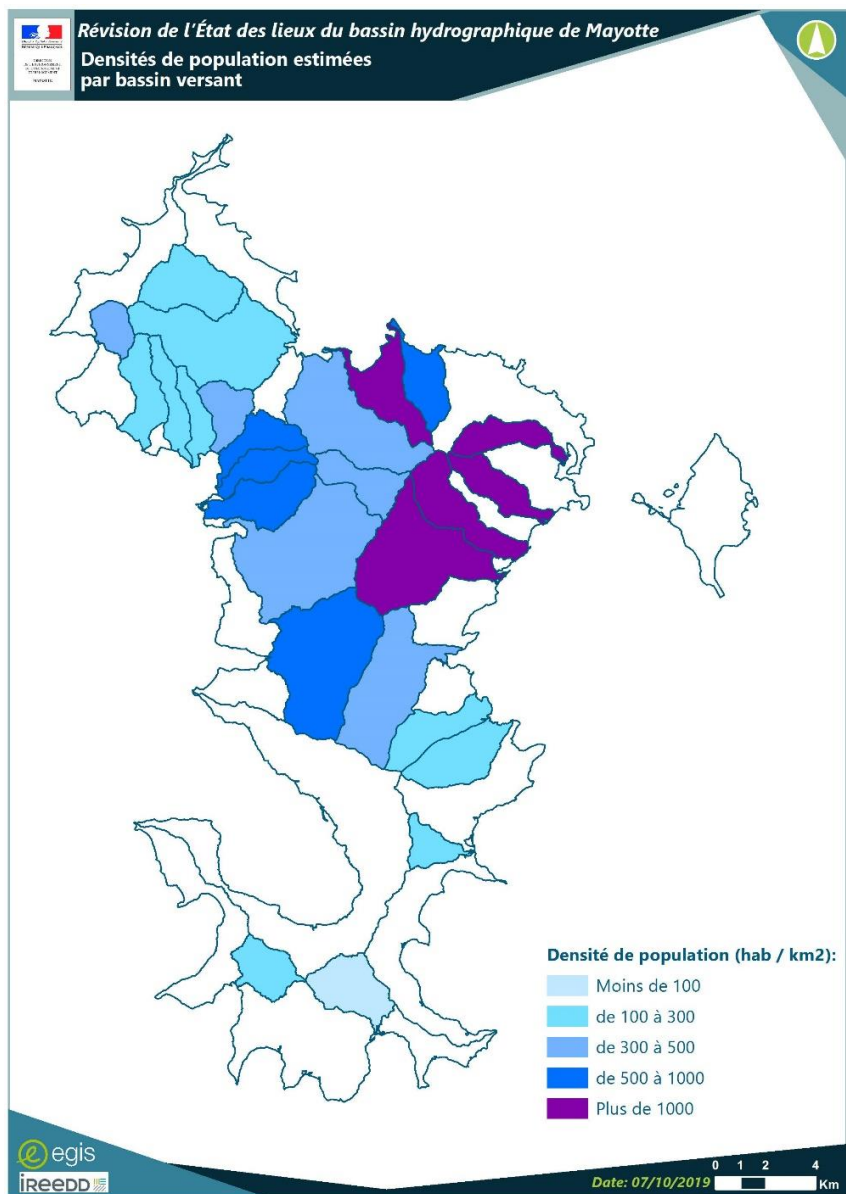 Révision de l'État des lieux du bassin hydrographique de Mayotte
Densités de population estimées
par bassin versant
MAYOTTE
Densité de population (hab / km2):
Moins de 100
de 100 à 300
de 300 à 500
de 500 à 1000
Plus de 1000
egis
iReeDD
Date: 07/10/2019
0 1 2 4
Km